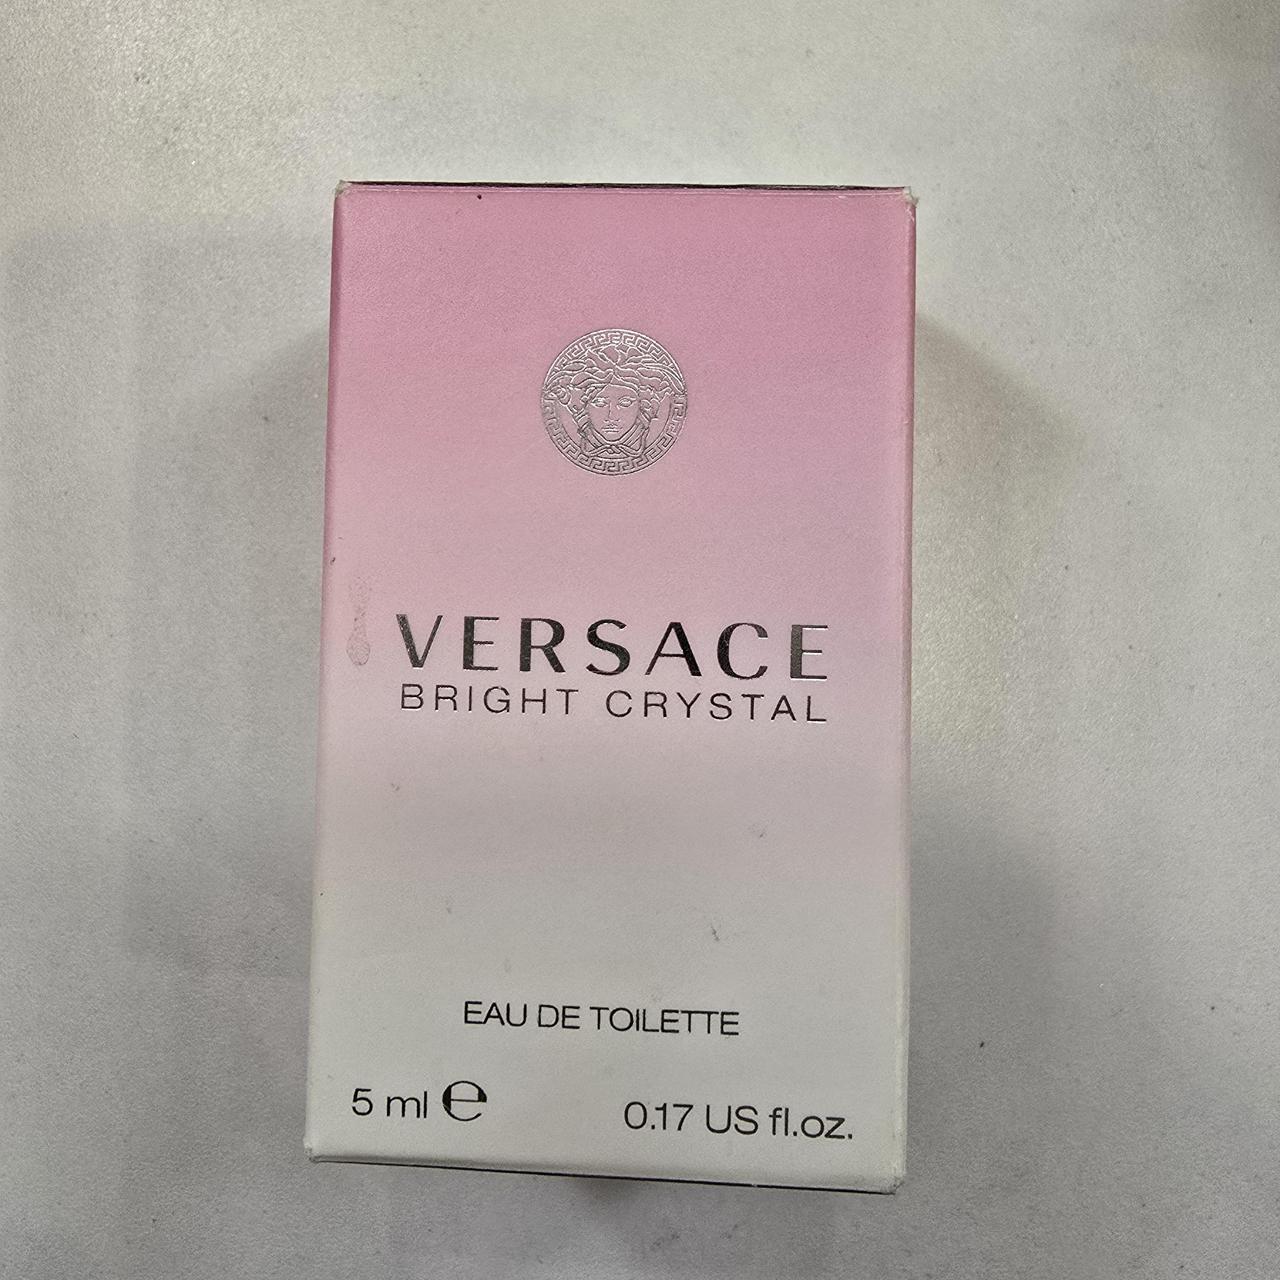 VERSACE
BRIGHT CRYSTAL
EAU DE TOILETTE
5 ml ℮ 0.17 US fl.oz.